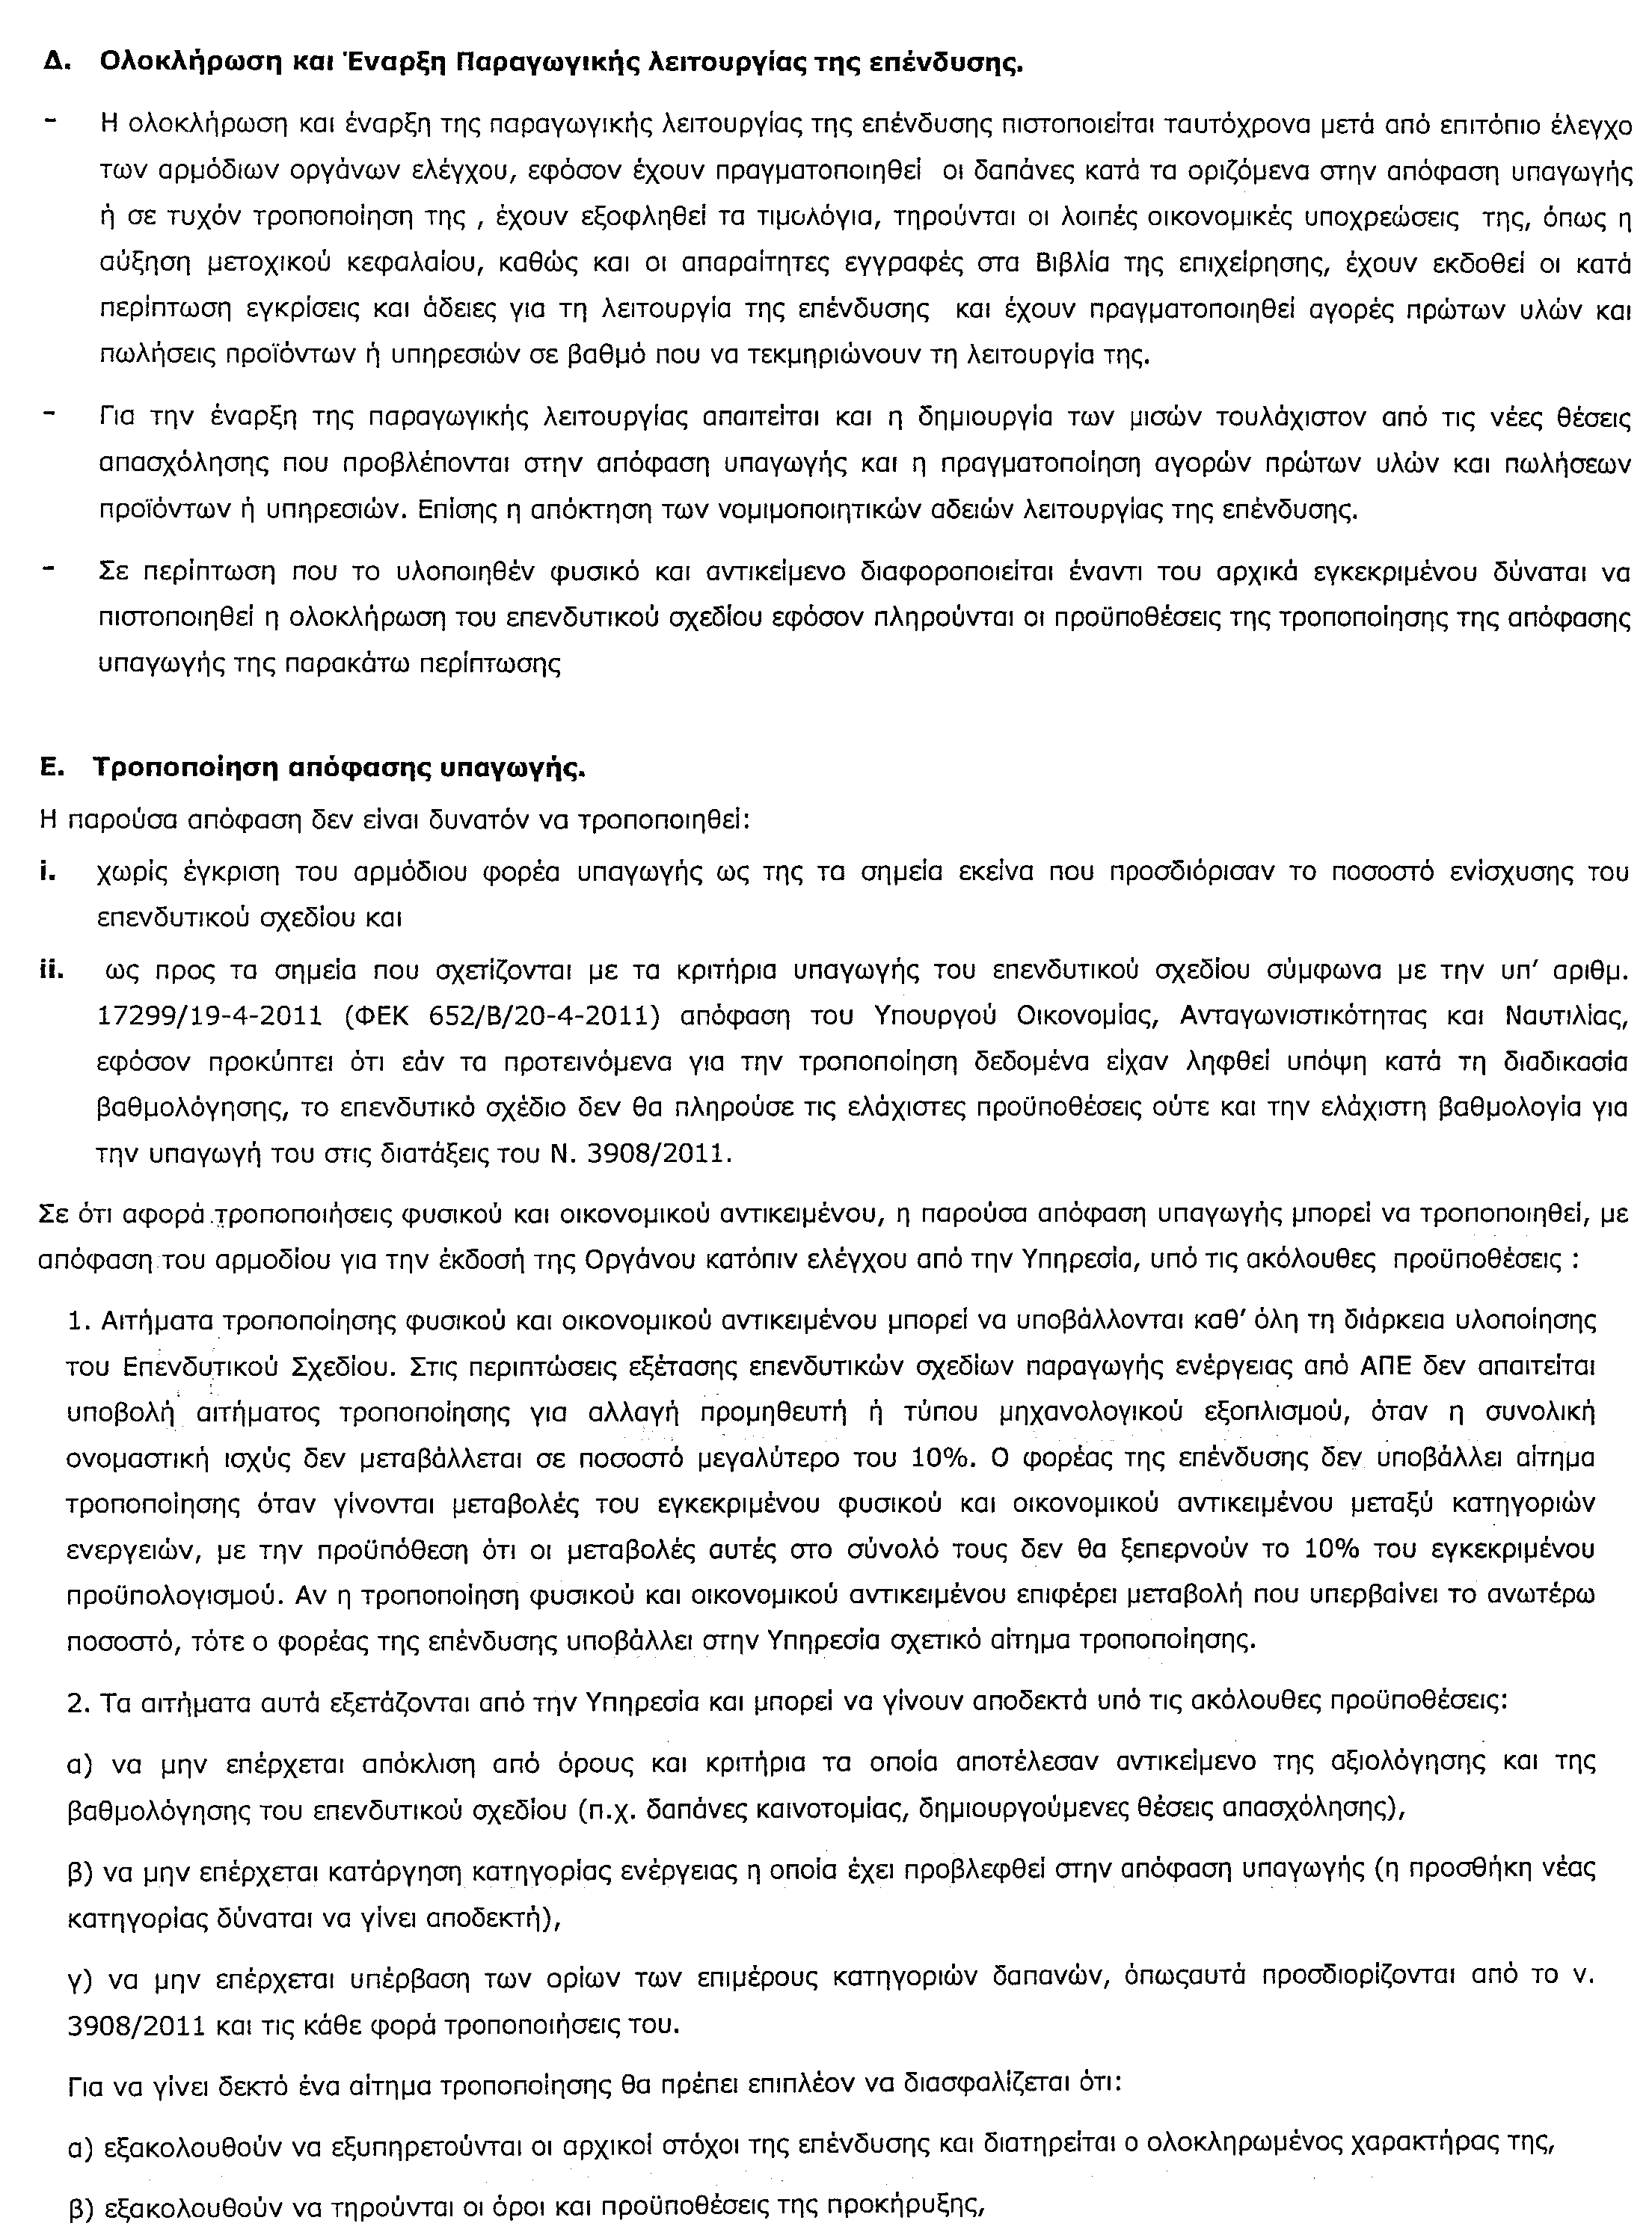 Δ. Ολοκλήρωση και Έναρξη Παραγωγικής λειτουργίας της επένδυσης.
- Η ολοκλήρωση και έναρξη της παραγωγικής λειτουργίας της επένδυσης πιστοποιείται ταυτόχρονα μετά από επιτόπιο έλεγχο
των αρμόδιων οργάνων ελέγχου, εφόσον έχουν πραγματοποιηθεί οι δαπάνες κατά τα οριζόμενα στην απόφαση υπαγωγής
ή σε τυχόν τροποποίηση της , έχουν εξοφληθεί τα τιμολόγια, τηρούνται οι λοιπές οικονομικές υποχρεώσεις της, όπως η
αύξηση μετοχικού κεφαλαίου, καθώς και οι απαραίτητες εγγραφές στα Βιβλία της επιχείρησης, έχουν εκδοθεί οι κατά
περίπτωση εγκρίσεις και άδειες για τη λειτουργία της επένδυσης και έχουν πραγματοποιηθεί αγορές πρώτων υλών και
πωλήσεις προϊόντων ή υπηρεσιών σε βαθμό που να τεκμηριώνουν τη λειτουργία της.
- Για την έναρξη της παραγωγικής λειτουργίας απαιτείται και η δημιουργία των μισών τουλάχιστον από τις νέες θέσεις
απασχόλησης που προβλέπονται στην απόφαση υπαγωγής και η πραγματοποίηση αγορών πρώτων υλών και πωλήσεων
προϊόντων ή υπηρεσιών. Επίσης η απόκτηση των νομιμοποιητικών αδειών λειτουργίας της επένδυσης.
- Σε περίπτωση που το υλοποιηθέν φυσικό και αντικείμενο διαφοροποιείται έναντι του αρχικά εγκεκριμένου δύναται να
πιστοποιηθεί η ολοκλήρωση του επενδυτικού σχεδίου εφόσον πληρούνται οι προϋποθέσεις της τροποποίησης της απόφασης
υπαγωγής της παρακάτω περίπτωσης
Ε. Τροποποίηση απόφασης υπαγωγής.
Η παρούσα απόφαση δεν είναι δυνατόν να τροποποιηθεί:
i. χωρίς έγκριση του αρμόδιου φορέα υπαγωγής ως της τα σημεία εκείνα που προσδιόρισαν το ποσοστό ενίσχυσης του
επενδυτικού σχεδίου και
ii. ως προς τα σημεία που σχετίζονται με τα κριτήρια υπαγωγής του επενδυτικού σχεδίου σύμφωνα με την υπ' αριθμ.
17299/19-4-2011 (ΦΕΚ 652/Β/20-4-2011) απόφαση του Υπουργού Οικονομίας, Ανταγωνιστικότητας και Ναυτιλίας,
εφόσον προκύπτει ότι εάν τα προτεινόμενα για την τροποποίηση δεδομένα είχαν ληφθεί υπόψη κατά τη διαδικασία
βαθμολόγησης, το επενδυτικό σχέδιο δεν θα πληρούσε τις ελάχιστες προϋποθέσεις ούτε και την ελάχιστη βαθμολογία για
την υπαγωγή του στις διατάξεις του Ν. 3908/2011.
Σε ότι αφορά τροποποιήσεις φυσικού και οικονομικού αντικειμένου, η παρούσα απόφαση υπαγωγής μπορεί να τροποποιηθεί, με
απόφαση του αρμοδίου για την έκδοσή της Οργάνου κατόπιν ελέγχου από την Υπηρεσία, υπό τις ακόλουθες προϋποθέσεις :
1. Αιτήματα τροποποίησης φυσικού και οικονομικού αντικειμένου μπορεί να υποβάλλονται καθ' όλη τη διάρκεια υλοποίησης
του Επενδυτικού Σχεδίου. Στις περιπτώσεις εξέτασης επενδυτικών σχεδίων παραγωγής ενέργειας από ΑΠΕ δεν απαιτείται
υποβολή αιτήματος τροποποίησης για αλλαγή προμηθευτή ή τύπου μηχανολογικού εξοπλισμού, όταν η συνολική
ονομαστική ισχύς δεν μεταβάλλεται σε ποσοστό μεγαλύτερο του 10%. Ο φορέας της επένδυσης δεν υποβάλλει αίτημα
τροποποίησης όταν γίνονται μεταβολές του εγκεκριμένου φυσικού και οικονομικού αντικειμένου μεταξύ κατηγοριών
ενεργειών, με την προϋπόθεση ότι οι μεταβολές αυτές στο σύνολό τους δεν θα ξεπερνούν το 10% του εγκεκριμένου
προϋπολογισμού. Αν η τροποποίηση φυσικού και οικονομικού αντικειμένου επιφέρει μεταβολή που υπερβαίνει το ανωτέρω
ποσοστό, τότε ο φορέας της επένδυσης υποβάλλει στην Υπηρεσία σχετικό αίτημα τροποποίησης.
2. Τα αιτήματα αυτά εξετάζονται από την Υπηρεσία και μπορεί να γίνουν αποδεκτά υπό τις ακόλουθες προϋποθέσεις:
α) να μην επέρχεται απόκλιση από όρους και κριτήρια τα οποία αποτέλεσαν αντικείμενο της αξιολόγησης και της
βαθμολόγησης του επενδυτικού σχεδίου (π.χ. δαπάνες καινοτομίας, δημιουργούμενες θέσεις απασχόλησης),
β) να μην επέρχεται κατάργηση κατηγορίας ενέργειας η οποία έχει προβλεφθεί στην απόφαση υπαγωγής (η προσθήκη νέας
κατηγορίας δύναται να γίνει αποδεκτή),
γ) να μην επέρχεται υπέρβαση των ορίων των επιμέρους κατηγοριών δαπανών, όπωςαυτά προσδιορίζονται από το ν.
3908/2011 και τις κάθε φορά τροποποιήσεις του.
Για να γίνει δεκτό ένα αίτημα τροποποίησης θα πρέπει επιπλέον να διασφαλίζεται ότι:
α) εξακολουθούν να εξυπηρετούνται οι αρχικοί στόχοι της επένδυσης και διατηρείται ο ολοκληρωμένος χαρακτήρας της,
β) εξακολουθούν να τηρούνται οι όροι και προϋποθέσεις της προκήρυξης,